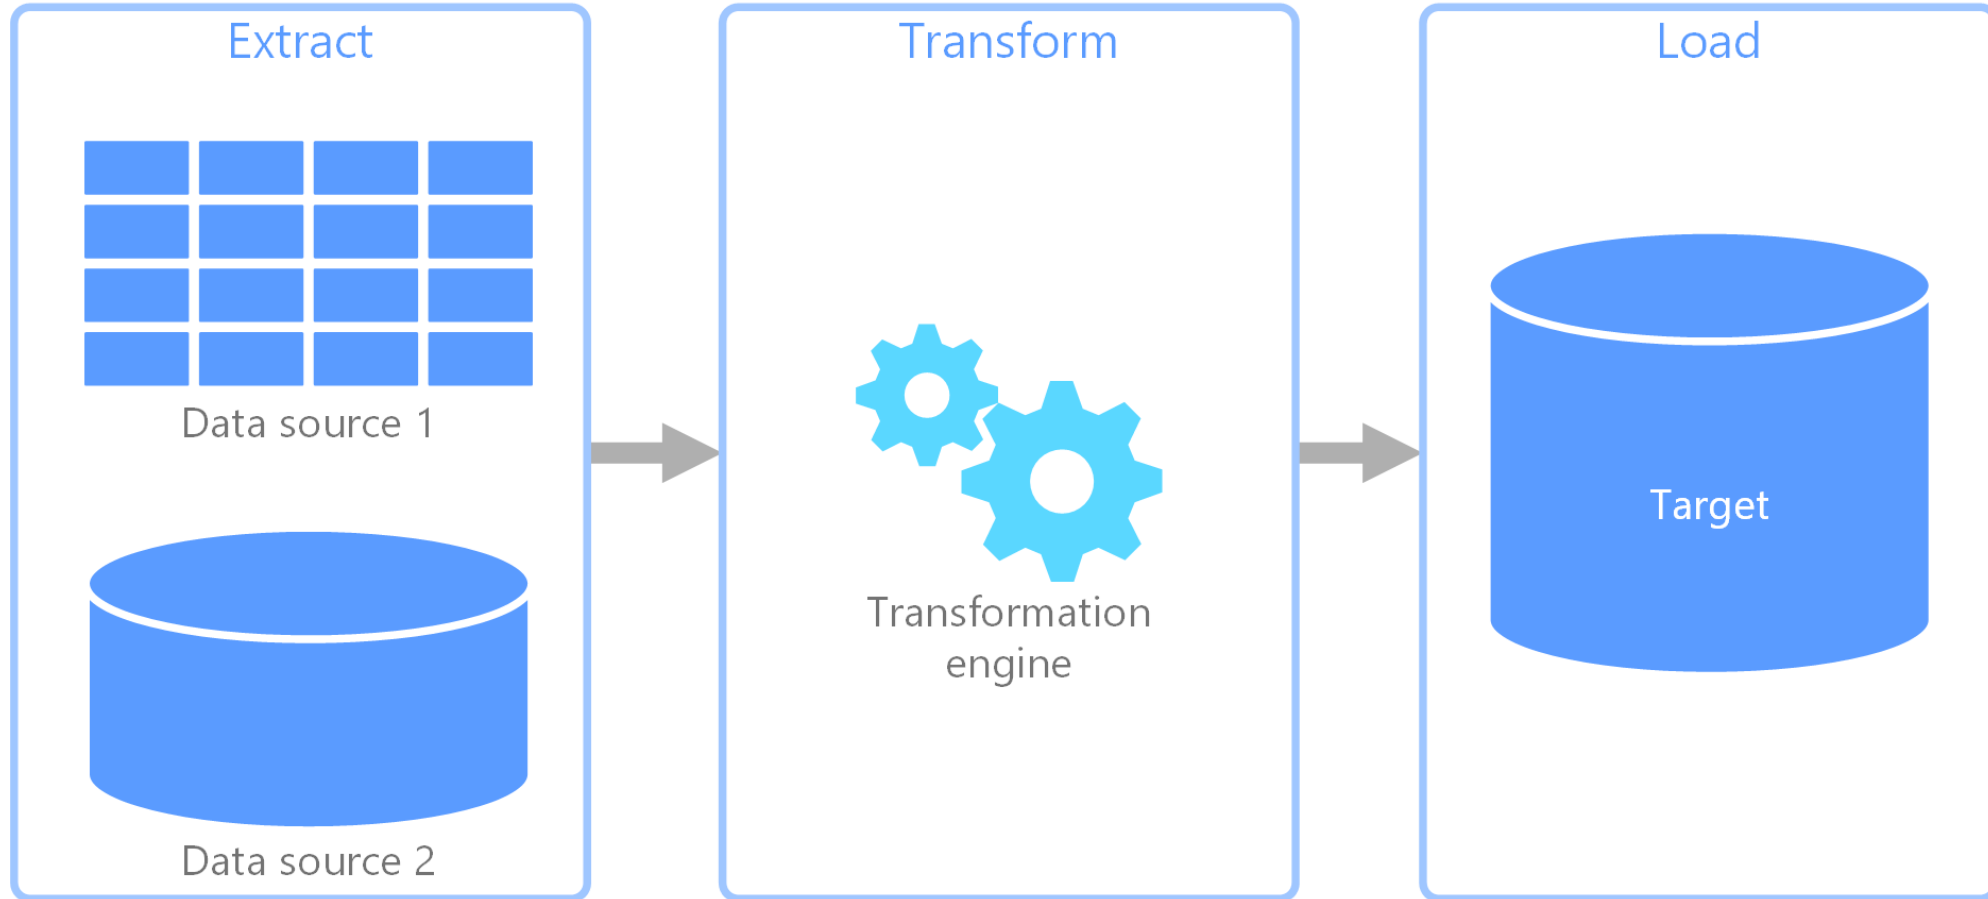 Extract
Data source 1
Data source 2
Transform
Transformation
engine
Load
Target